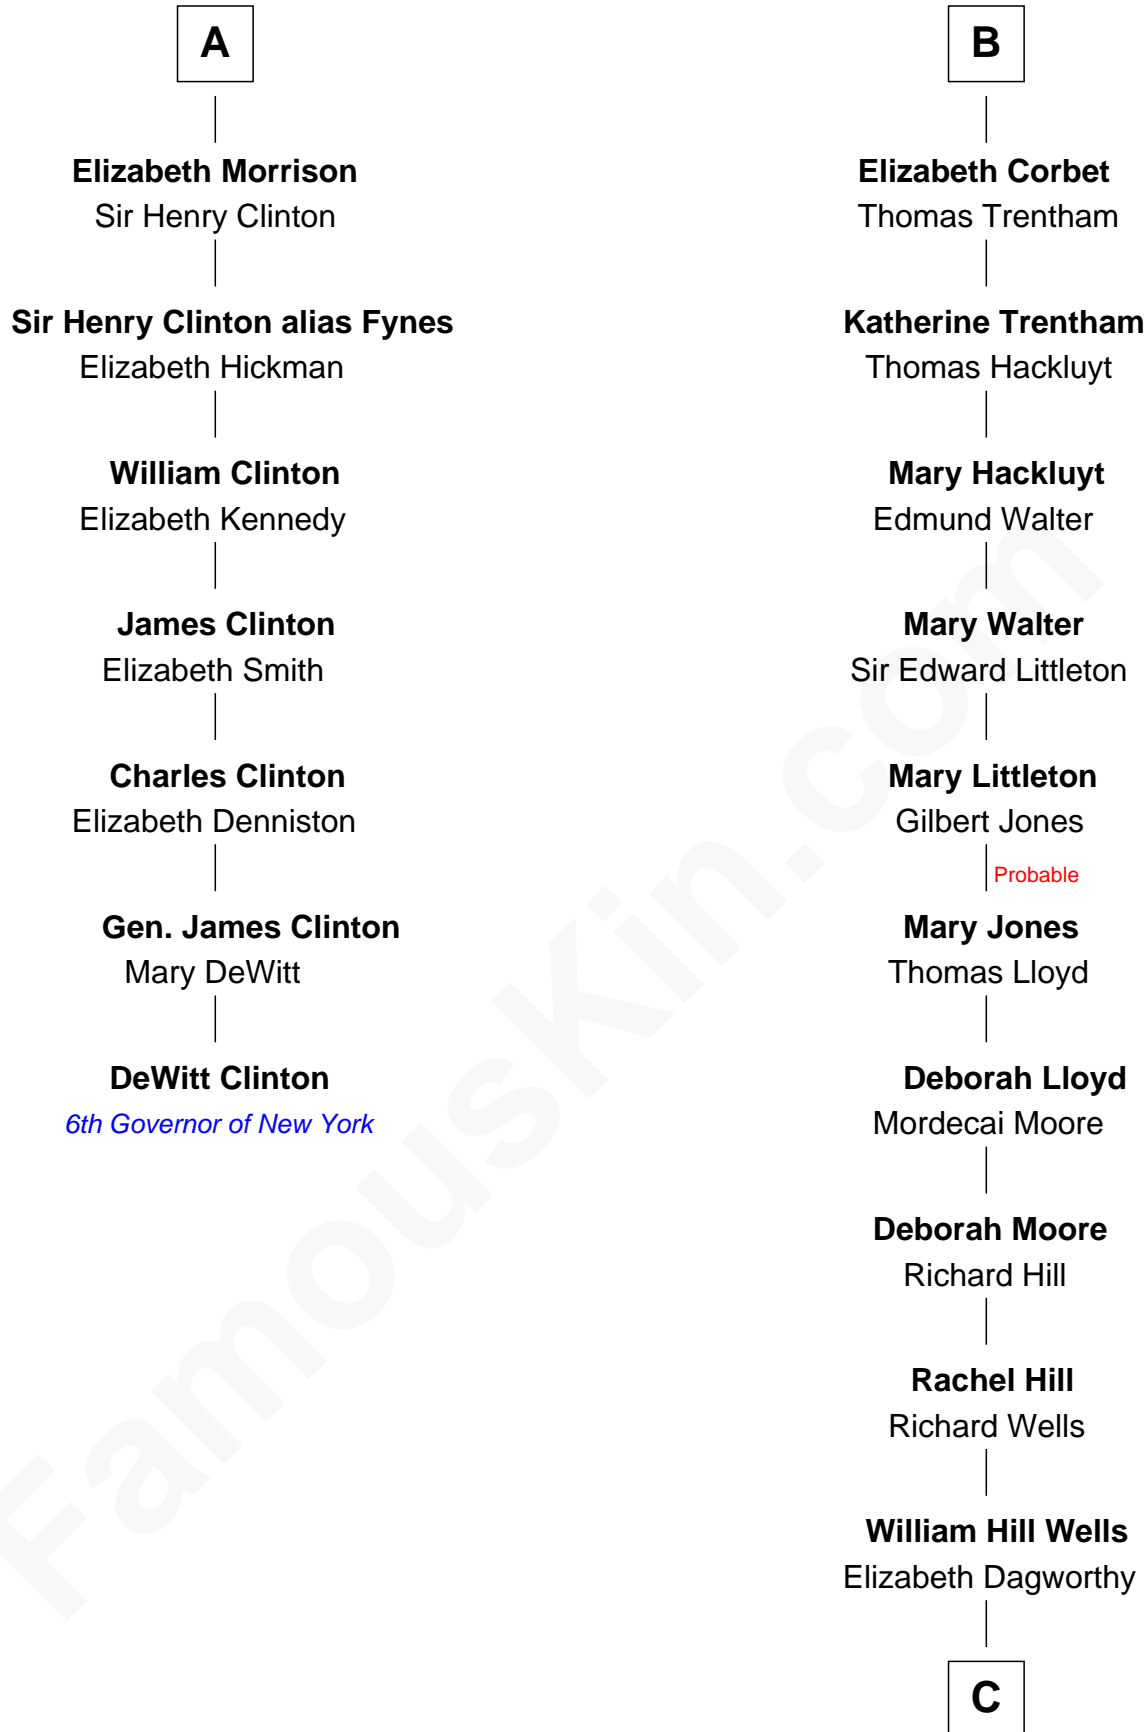 A
Elizabeth Morrison
Sir Henry Clinton
Sir Henry Clinton alias Fynes
Elizabeth Hickman
William Clinton
Elizabeth Kennedy
James Clinton
Elizabeth Smith
Charles Clinton
Elizabeth Denniston
Gen. James Clinton
Mary DeWitt
DeWitt Clinton
6th Governor of New York
B
Elizabeth Corbet
Thomas Trentham
Katherine Trentham
Thomas Hackluyt
Mary Hackluyt
Edmund Walter
Mary Walter
Sir Edward Littleton
Mary Littleton
Gilbert Jones
Probable
Mary Jones
Thomas Lloyd
Deborah Lloyd
Mordecai Moore
Deborah Moore
Richard Hill
Rachel Hill
Richard Wells
William Hill Wells
Elizabeth Dagworthy
C
FamousKin.com